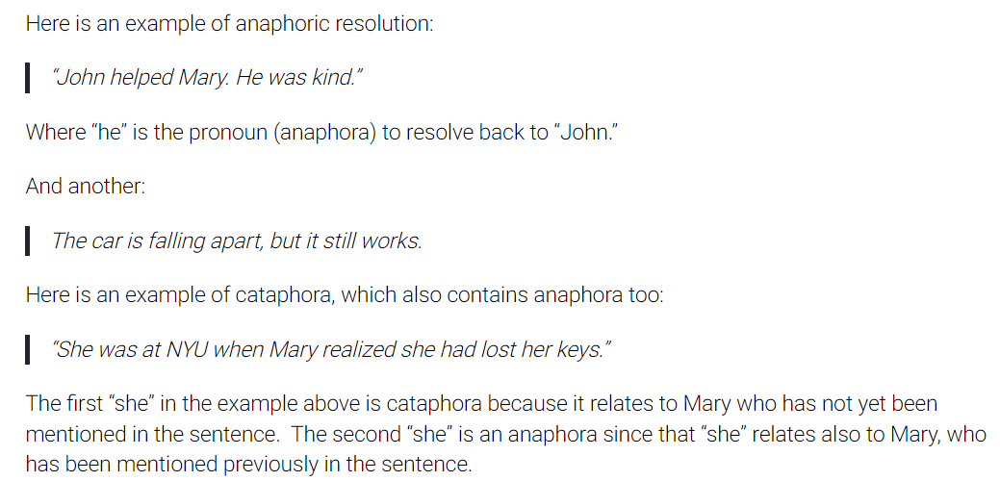 Here is an example of anaphoric resolution:
“John helped Mary. He was kind.”
Where “he” is the pronoun (anaphora) to resolve back to “John.”
And another:
The car is falling apart, but it still works.
Here is an example of cataphora, which also contains anaphora too:
“She was at NYU when Mary realized she had lost her keys.”
The first “she” in the example above is cataphora because it relates to Mary who has not yet been
mentioned in the sentence.  The second “she” is an anaphora since that “she” relates also to Mary, who
has been mentioned previously in the sentence.